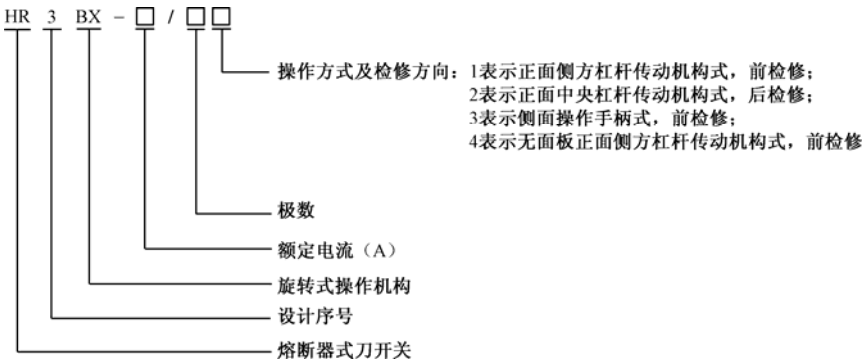 HR 3 BX - □ / □ □
操作方式及检修方向：1表示正面侧方杠杆传动机构式，前检修；
2表示正面中央杠杆传动机构式，后检修；
3表示侧面操作手柄式，前检修；
4表示无面板正面侧方杠杆传动机构式，前检修
极数
额定电流（A）
旋转式操作机构
设计序号
熔断器式刀开关